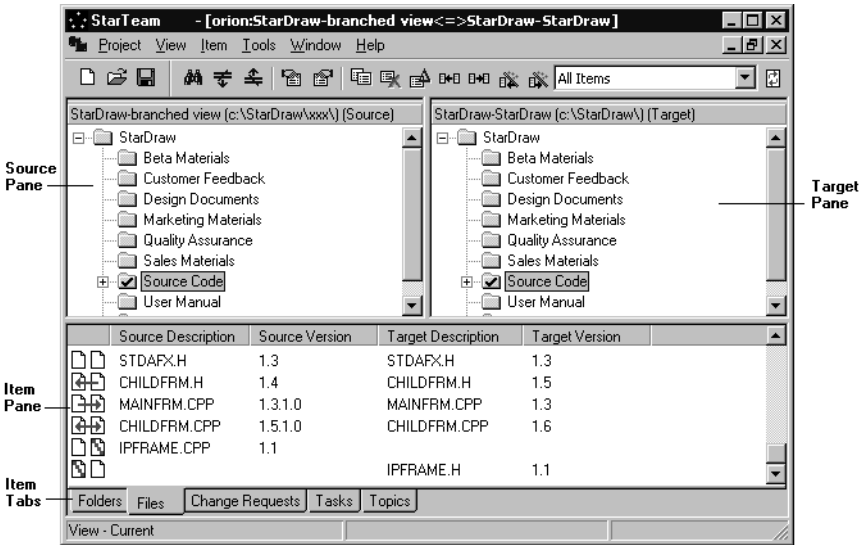 StarTeam - [orion:StarDraw-branched view<=>StarDraw-StarDraw]
Project View Item Tools Window Help
All Items
StarDraw-branched view (c:\StarDraw\xxx\) (Source)
StarDraw
Beta Materials
Customer Feedback
Design Documents
Marketing Materials
Quality Assurance
Sales Materials
Source Code
User Manual
StarDraw-StarDraw (c:\StarDraw\) (Target)
StarDraw
Beta Materials
Customer Feedback
Design Documents
Marketing Materials
Quality Assurance
Sales Materials
Source Code
User Manual
Source
Pane
Target
Pane
Source Description Source Version Target Description Target Version
STDAFX.H 1.3 STDAFX.H 1.3
CHILDFRM.H 1.4 CHILDFRM.H 1.5
MAINFRM.CPP 1.3.1.0 MAINFRM.CPP 1.3
CHILDFRM.CPP 1.5.1.0 CHILDFRM.CPP 1.6
IPFRAME.CPP 1.1
IPFRAME.H 1.1
Item
Pane
Item
Tabs
Folders Files Change Requests Tasks Topics
View - Current